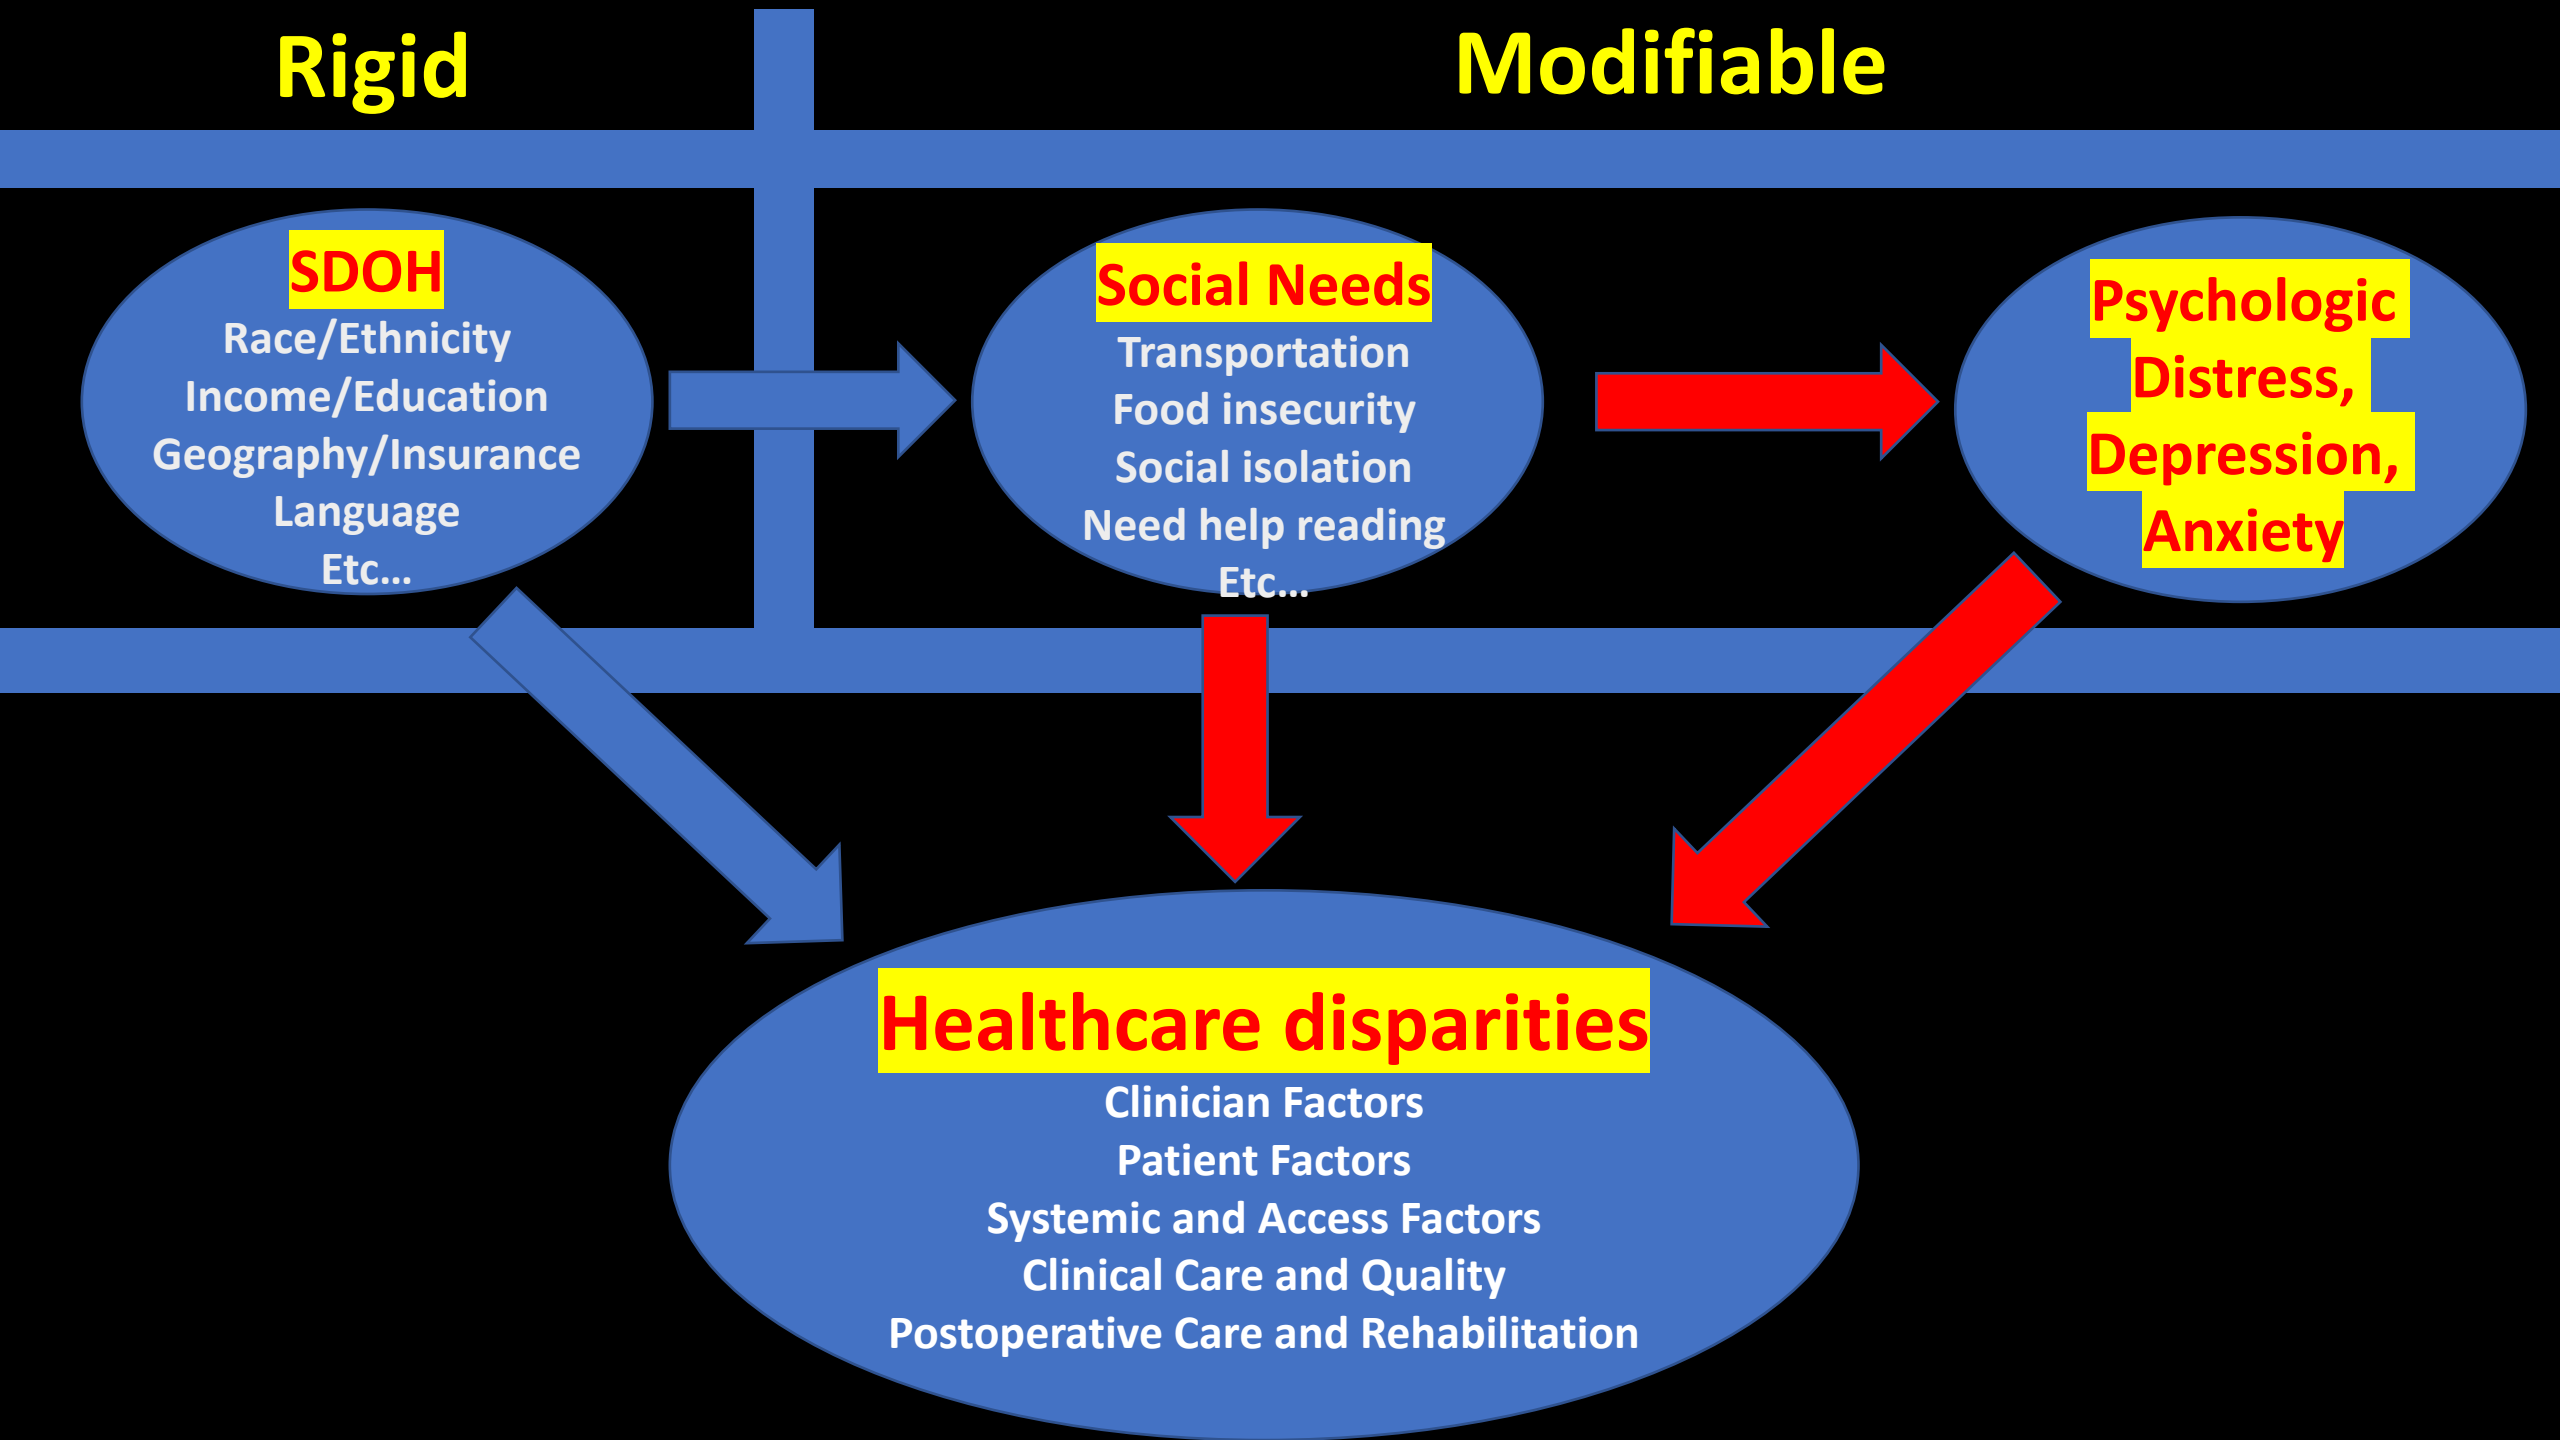 Rigid
Modifiable
SDOH
Race/Ethnicity
Income/Education
Geography/Insurance
Language
Etc...
Social Needs
Transportation
Food insecurity
Social isolation
Need help reading
Etc...
Psychologic
Distress,
Depression,
Anxiety
Healthcare disparities
Clinician Factors
Patient Factors
Systemic and Access Factors
Clinical Care and Quality
Postoperative Care and Rehabilitation